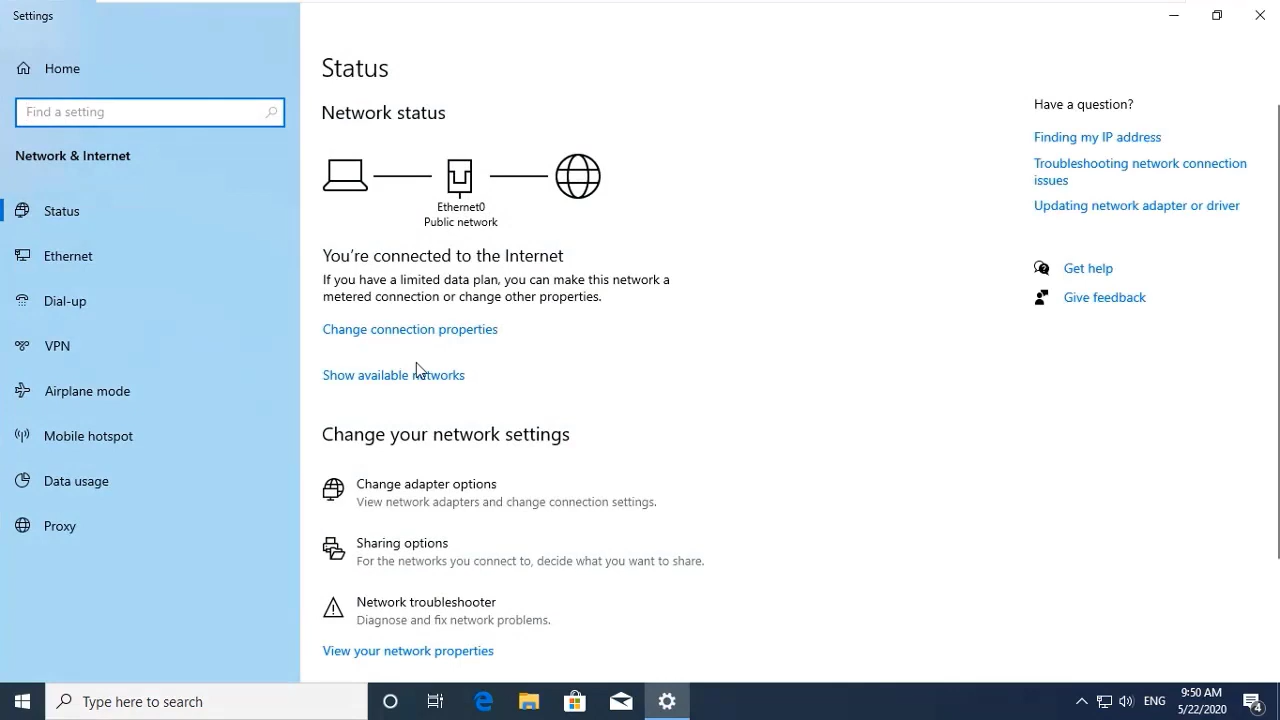 Settings
Home
Find a setting
Network & Internet
Status
Ethernet
Dial-up
VPN
Airplane mode
Mobile hotspot
Data usage
Proxy
Status
Network status
Ethernet0
Public network
You're connected to the Internet
If you have a limited data plan, you can make this network a
metered connection or change other properties.
Change connection properties
Show available networks
Change your network settings
Change adapter options
View network adapters and change connection settings.
Sharing options
For the networks you connect to, decide what you want to share.
Network troubleshooter
Diagnose and fix network problems.
View your network properties
Have a question?
Finding my IP address
Troubleshooting network connection
issues
Updating network adapter or driver
Get help
Give feedback
Type here to search
ENG
9:50 AM
5/22/2020
4